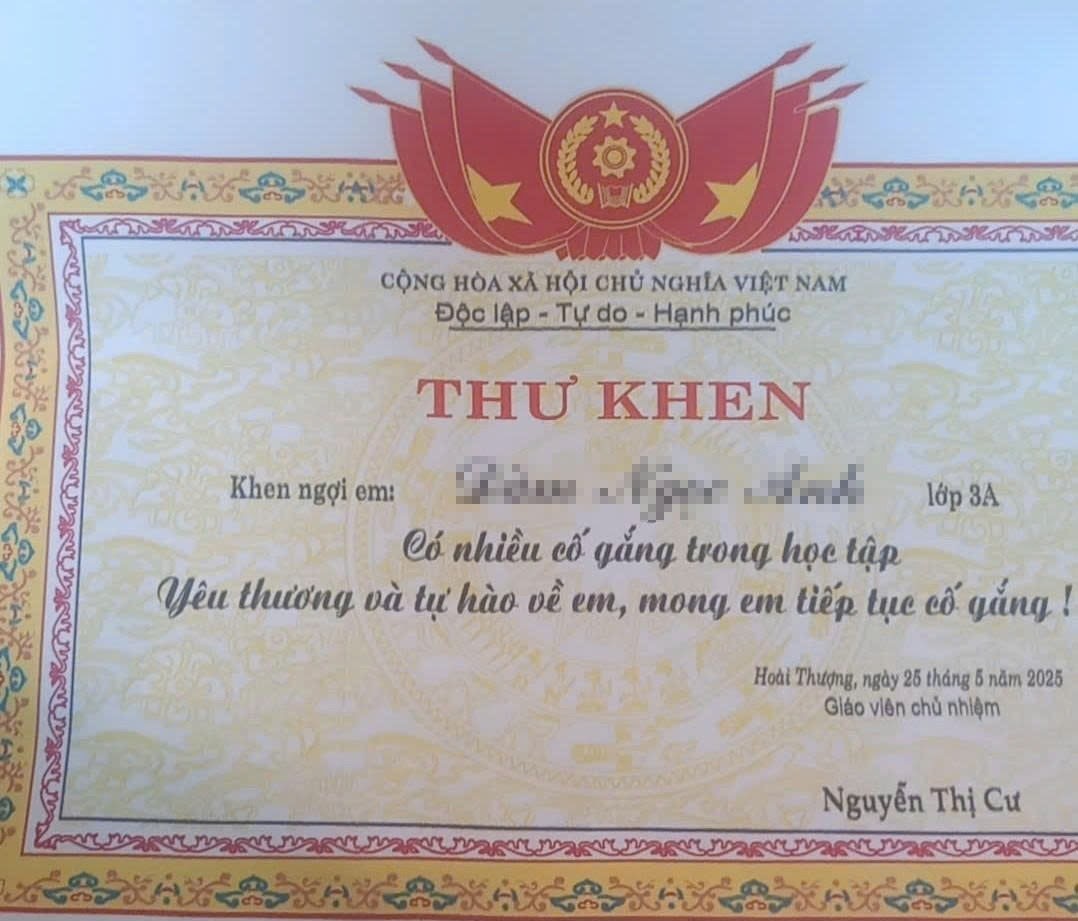 CỘNG HÒA XÃ HỘI CHỦ NGHĨA VIỆT NAM
Độc lập - Tự do - Hạnh phúc
THƯ KHEN
Khen ngợi em: lớp 3A
Có nhiều cố gắng trong học tập
Yêu thương và tự hào về em, mong em tiếp tục cố gắng !
Hoài Thượng, ngày 25 tháng 5 năm 2025
Giáo viên chủ nhiệm
Nguyễn Thị Cư